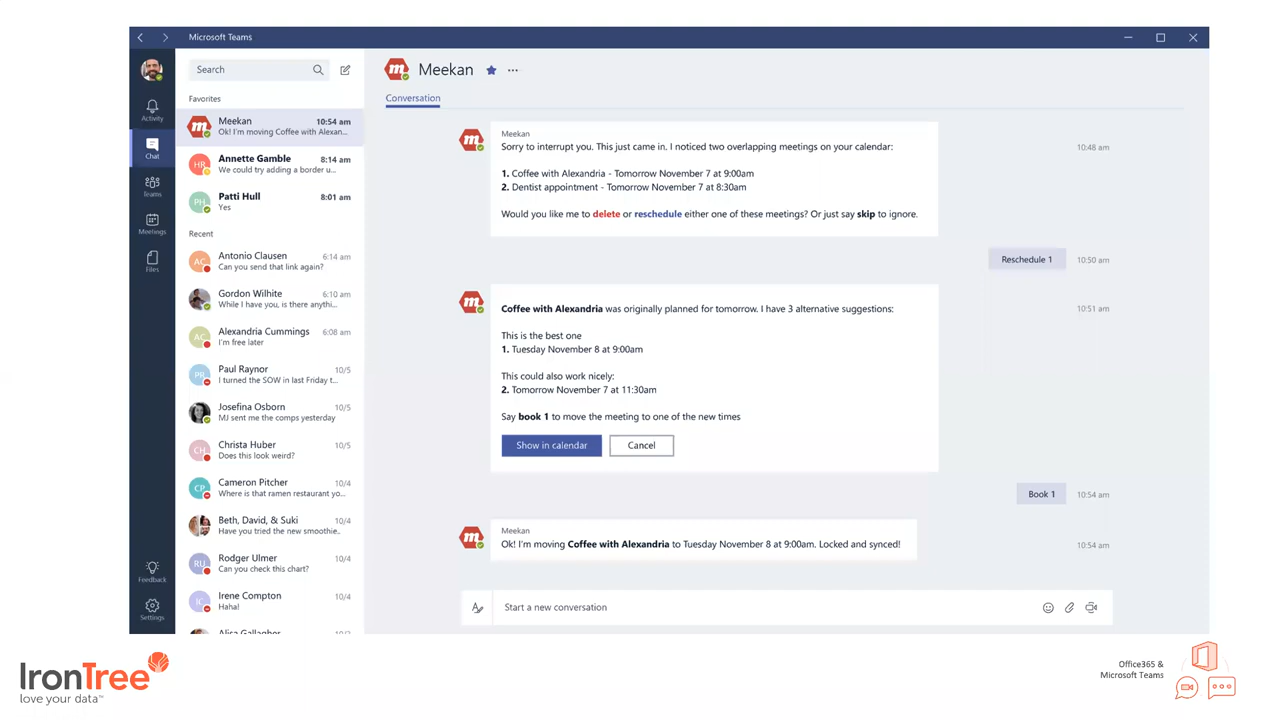 Microsoft Teams
Search
Activity
Chat
Teams
Meetings
Files
Feedback
Settings
Favorites
Meekan 10:54 am
Ok! I'm moving Coffee with Alexan...
HR
Annette Gamble 8:14 am
We could try adding a border u...
PH
Patti Hull 8:01 am
Yes
Recent
AC
Antonio Clausen 6:14 am
Can you send that link again?
Gordon Wilhite 6:10 am
While I have you, is there anythi...
AC
Alexandria Cummings 6:08 am
I'm free later
PR
Paul Raynor 10/5
I turned the SOW in last Friday t...
Josefina Osborn 10/5
MJ sent me the comps yesterday
CH
Christa Huber 10/5
Does this look weird?
CP
Cameron Pitcher 10/4
Where is that ramen restaurant yo...
Beth, David, & Suki 10/4
Have you tried the new smoothie..
RU
Rodger Ulmer 10/4
Can you check this chart?
IC
Irene Compton 10/4
Haha!
m
Meekan
...
Conversation
Meekan
Sorry to interrupt you. This just came in. I noticed two overlapping meetings on your calendar: 10:48 am
1. Coffee with Alexandria - Tomorrow November 7 at 9:00am
2. Dentist appointment - Tomorrow November 7 at 8:30am
Would you like me to delete or reschedule either one of these meetings? Or just say skip to ignore.
Reschedule 1 10:50 am
Coffee with Alexandria was originally planned for tomorrow. I have 3 alternative suggestions: 10:51 am
This is the best one
1. Tuesday November 8 at 9:00am
This could also work nicely:
2. Tomorrow November 7 at 11:30am
Say book 1 to move the meeting to one of the new times
Show in calendar
Cancel
Book 1 10:54 am
Meekan
Ok! I'm moving Coffee with Alexandria to Tuesday November 8 at 9:00am. Locked and synced! 10:54 am
Start a new conversation
IronTree
love your data™
Office365 &
Microsoft Teams